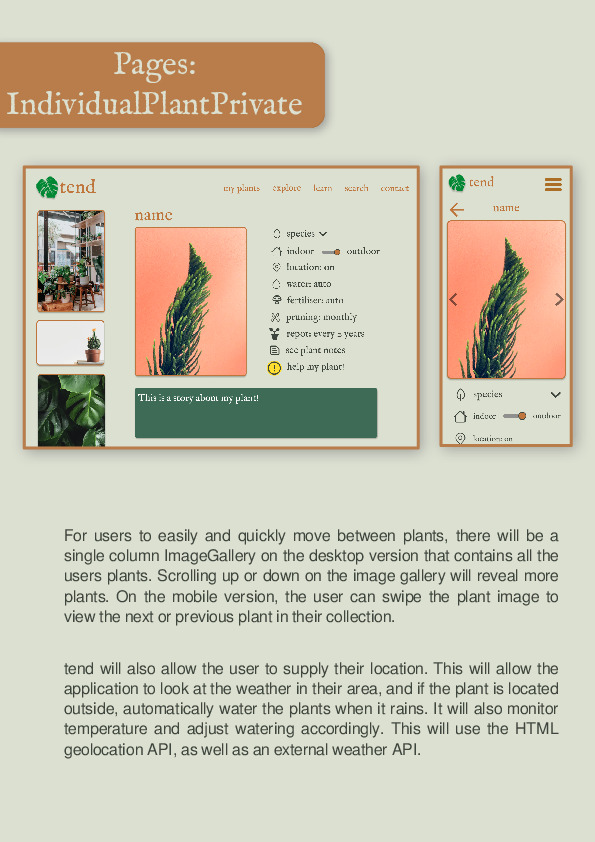 Pages:
IndividualPlantPrivate
tend
my plants explore learn search contact
name
species
indoor outdoor
location: on
water: auto
fertiliser: auto
pruning: monthly
repot: every 2 years
see plant notes
help my plant!
This is a story about my plant!
tend
name
species
indoor outdoor
location: on
For users to easily and quickly move between plants, there will be a
single column ImageGallery on the desktop version that contains all the
users plants. Scrolling up or down on the image gallery will reveal more
plants. On the mobile version, the user can swipe the plant image to
view the next or previous plant in their collection.
tend will also allow the user to supply their location. This will allow the
application to look at the weather in their area, and if the plant is located
outside, automatically water the plants when it rains. It will also monitor
temperature and adjust watering accordingly. This will use the HTML
geolocation API, as well as an external weather API.